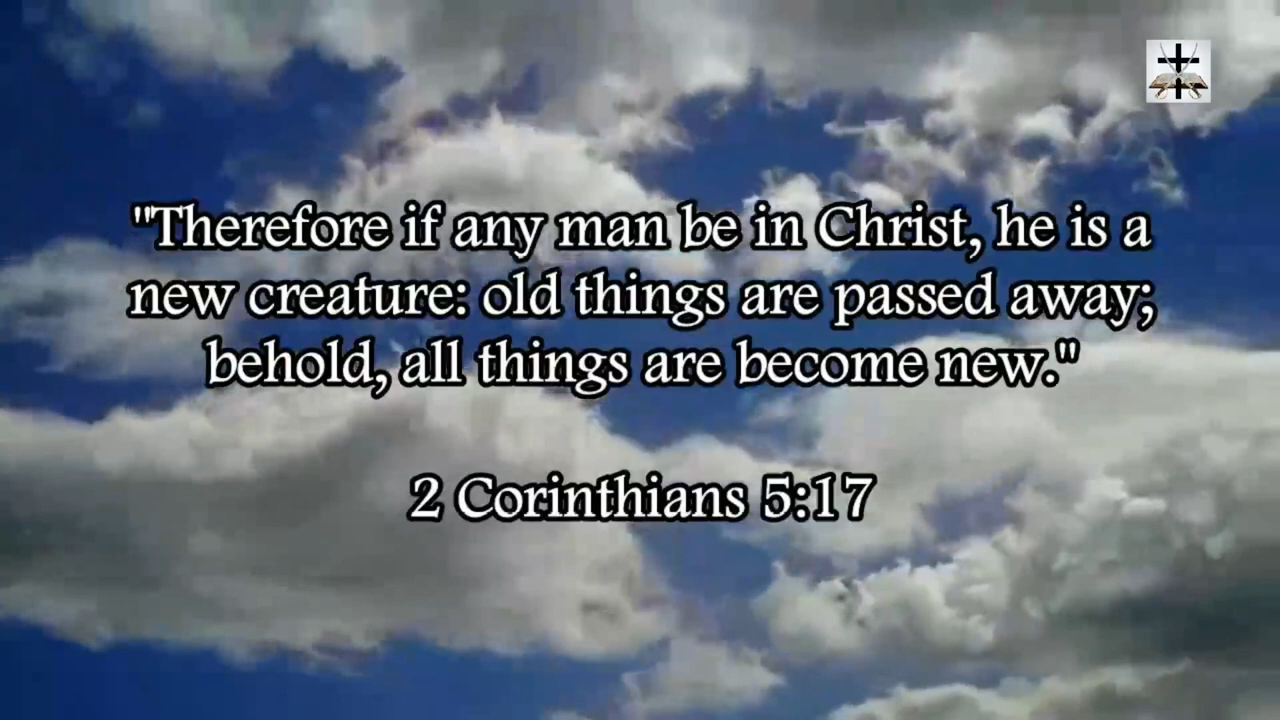 "Therefore if any man be in Christ, he is a
new creature: old things are passed away;
behold, all things are become new."
2 Corinthians 5:17